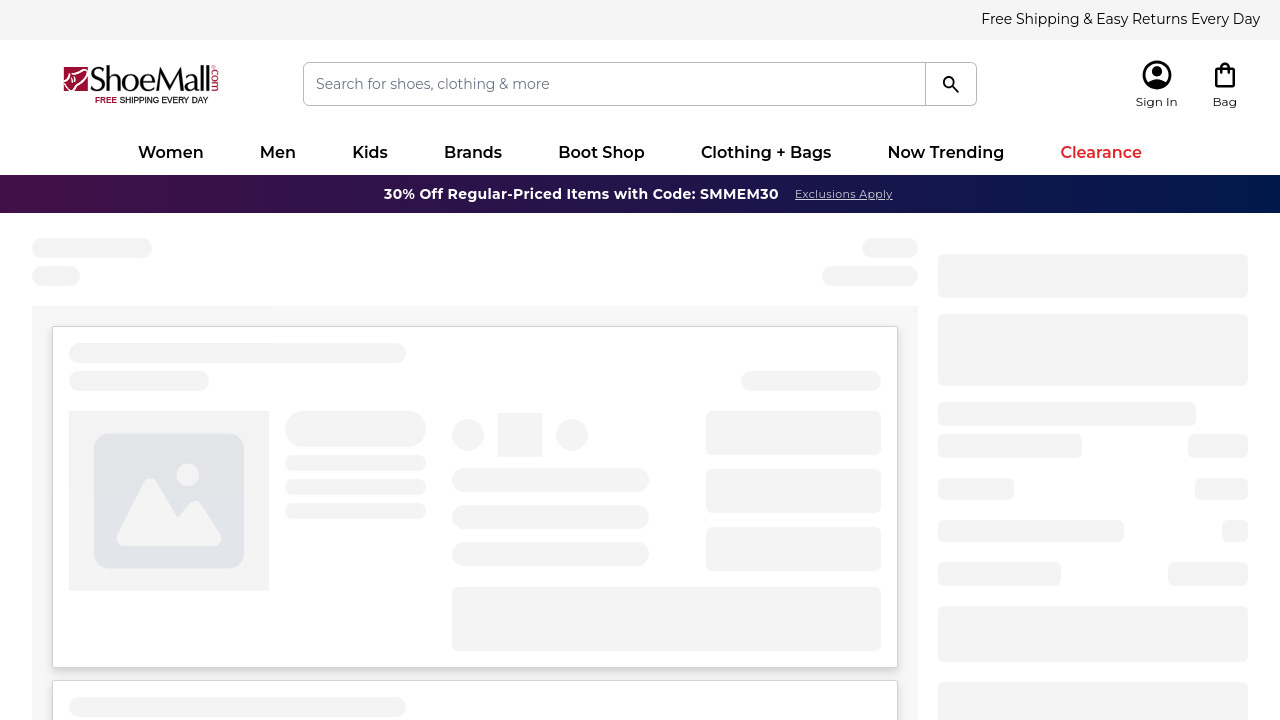 Free Shipping & Easy Returns Every Day
ShoeMall.com
FREE SHIPPING EVERY DAY
Search for shoes, clothing & more
Sign In
Bag
Women Men Kids Brands Boot Shop Clothing + Bags Now Trending Clearance
30% Off Regular-Priced Items with Code: SMMEM30 Exclusions Apply